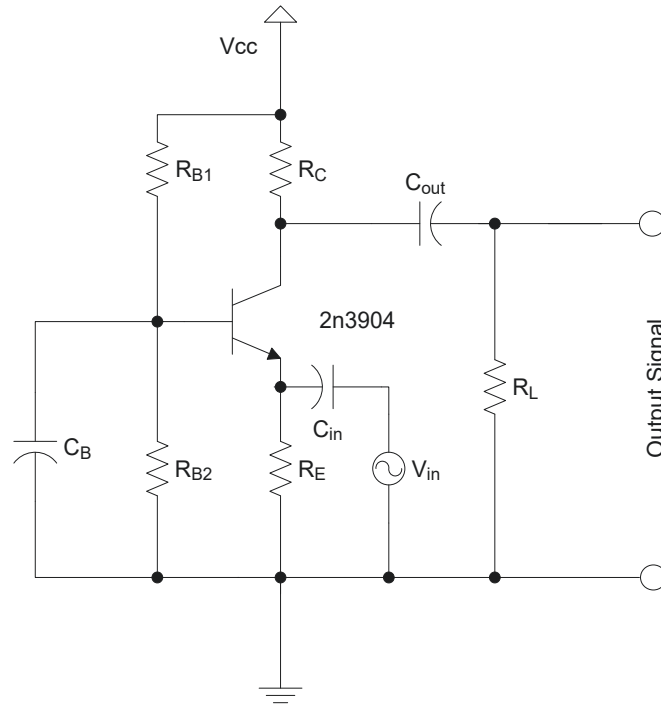 Vcc
RB1
RC
Cout
2n3904
Cin
CB
RB2
RE
Vin
RL
Output Signal